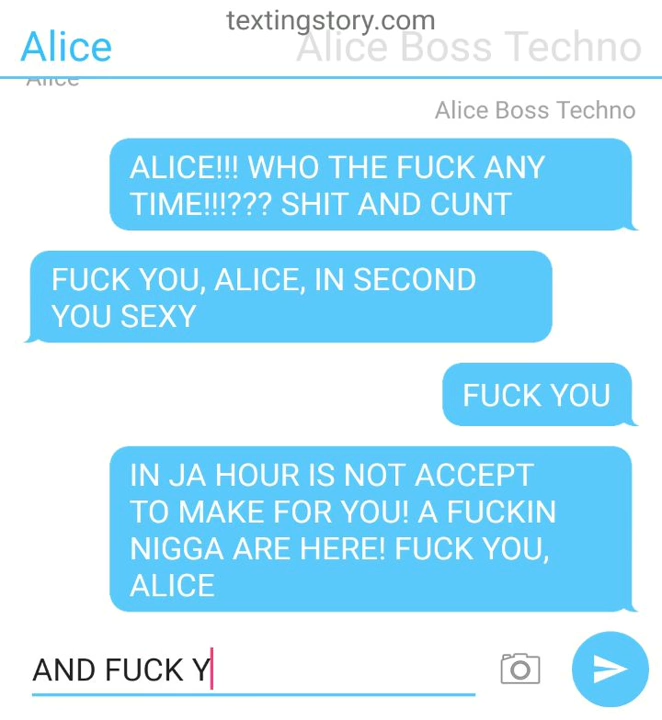 textingstory.com
Alice Alice Boss Techno
Alice
Alice Boss Techno
ALICE!!! WHO THE FUCK ANY
TIME!!!??? SHIT AND CUNT
FUCK YOU, ALICE, IN SECOND
YOU SEXY
FUCK YOU
IN JA HOUR IS NOT ACCEPT
TO MAKE FOR YOU! A FUCKIN
NIGGA ARE HERE! FUCK YOU,
ALICE
AND FUCK Y